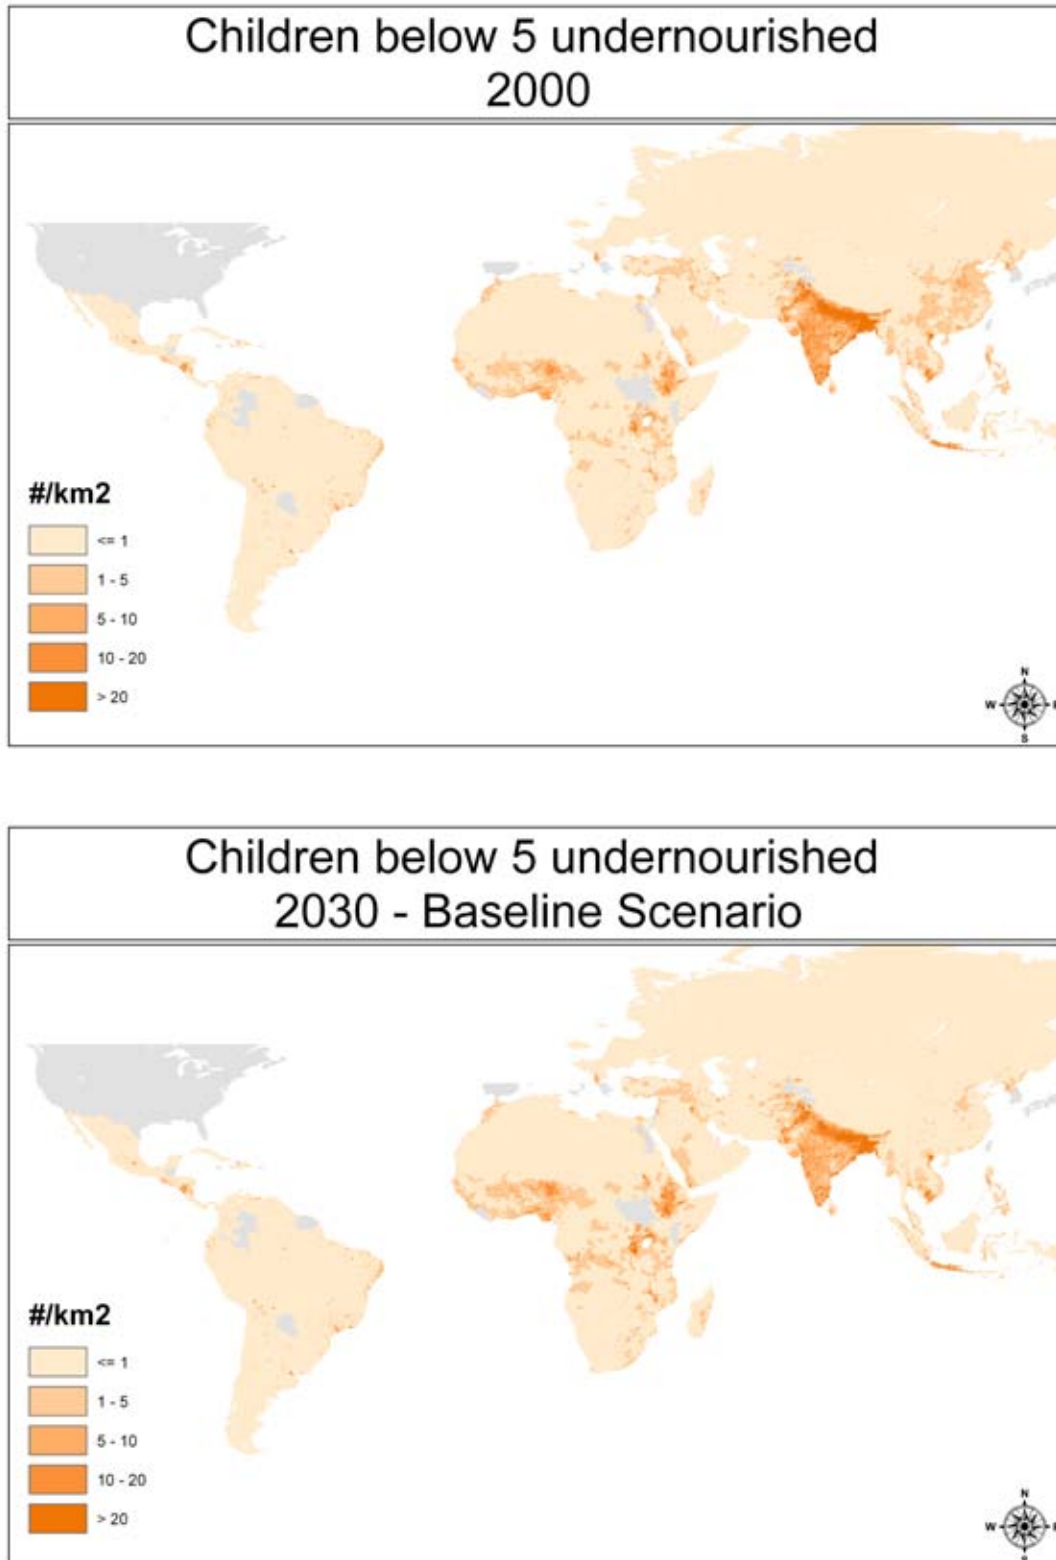 Children below 5 undernourished
2000
#/km2
<= 1
1 - 5
5 - 10
10 - 20
> 20
N
W
S
Children below 5 undernourished
2030 - Baseline Scenario
#/km2
<= 1
1 - 5
5 - 10
10 - 20
> 20
N
W